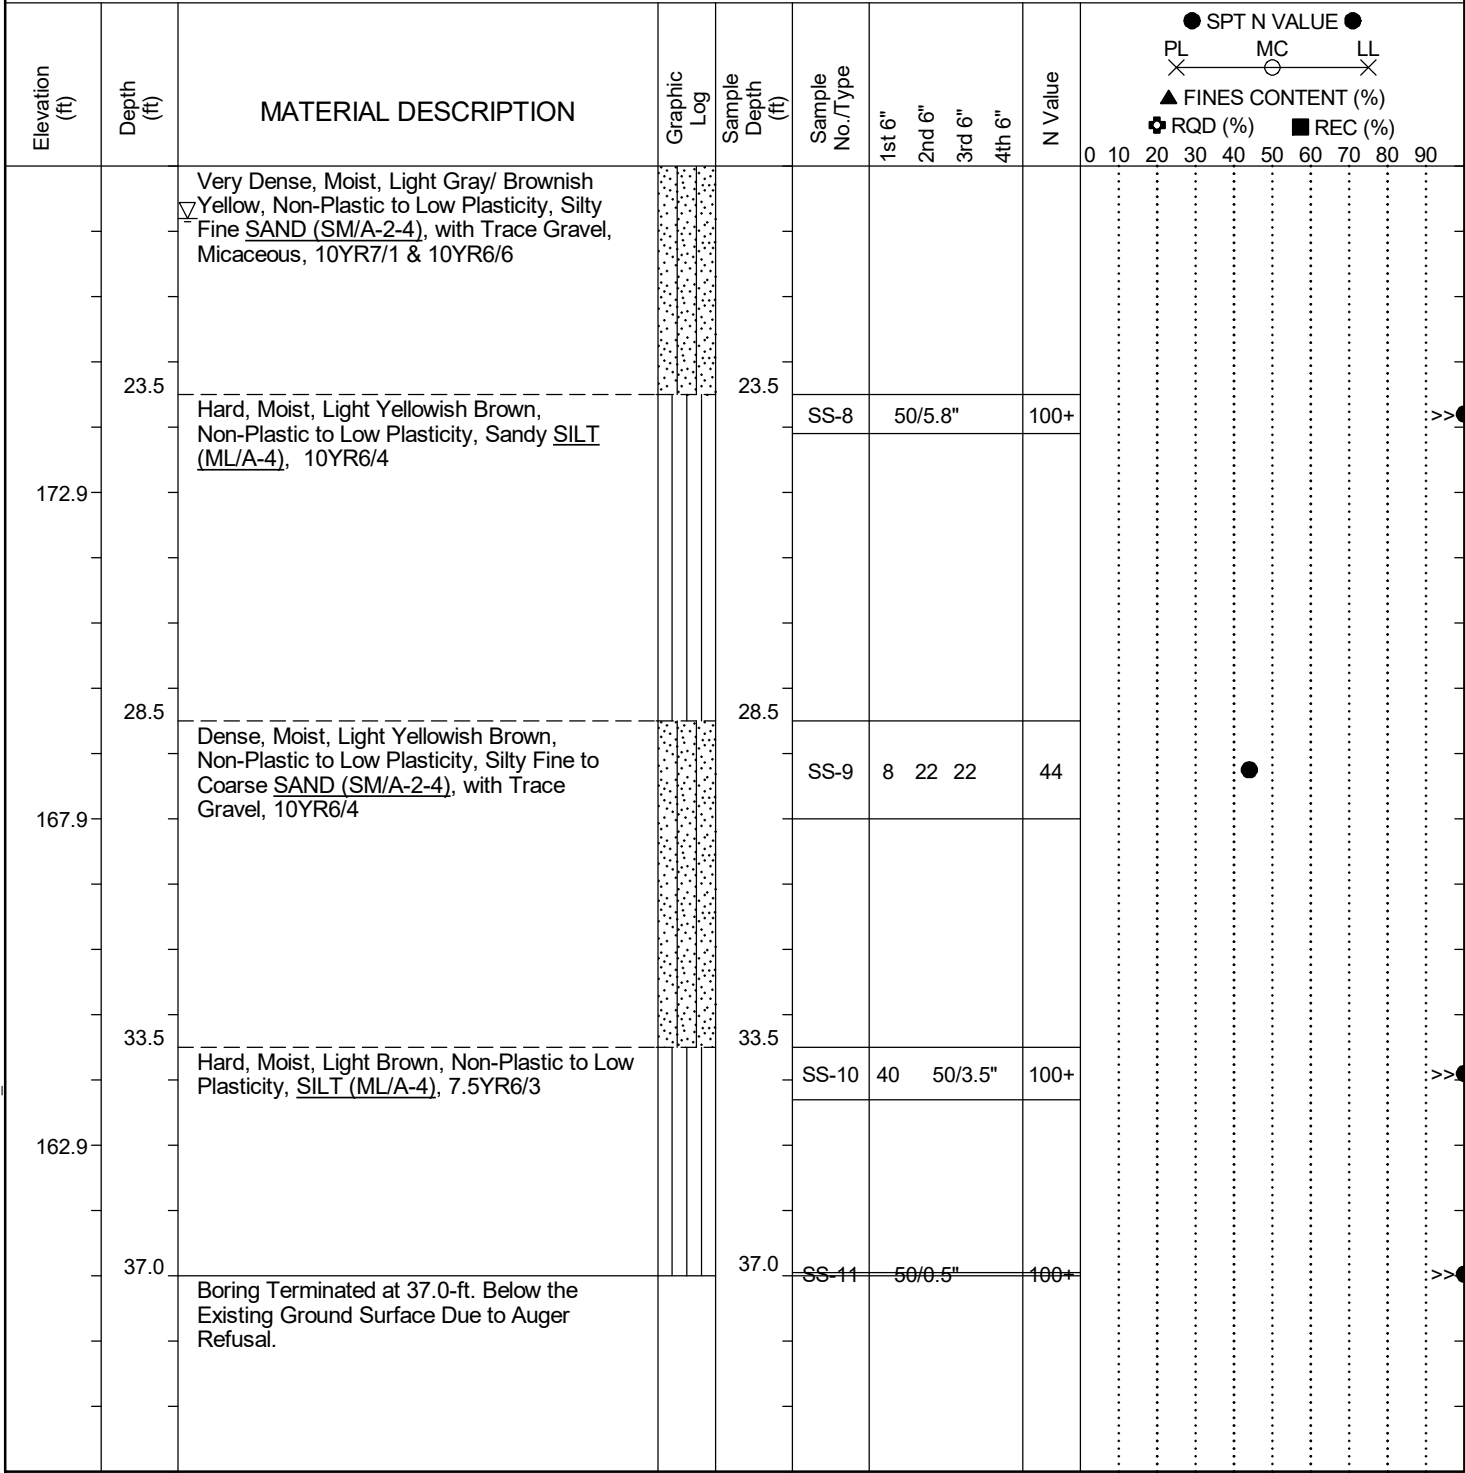 Elevation (ft)
Depth (ft)
MATERIAL DESCRIPTION
Graphic Log
Sample Depth (ft)
Sample No./Type
1st 6"
2nd 6"
3rd 6"
4th 6"
N Value
● SPT N VALUE ●
PL MC LL
▲ FINES CONTENT (%)
RQD (%) ■ REC (%)
0 10 20 30 40 50 60 70 80 90
Very Dense, Moist, Light Gray/ Brownish
Yellow, Non-Plastic to Low Plasticity, Silty
Fine SAND (SM/A-2-4), with Trace Gravel,
Micaceous, 10YR7/1 & 10YR6/6
23.5 23.5
Hard, Moist, Light Yellowish Brown,
Non-Plastic to Low Plasticity, Sandy SILT
(ML/A-4), 10YR6/4
SS-8 50/5.8" 100+ >>
172.9
28.5 28.5
Dense, Moist, Light Yellowish Brown,
Non-Plastic to Low Plasticity, Silty Fine to
Coarse SAND (SM/A-2-4), with Trace
Gravel, 10YR6/4
SS-9 8 22 22 44
167.9
33.5 33.5
Hard, Moist, Light Brown, Non-Plastic to Low
Plasticity, SILT (ML/A-4), 7.5YR6/3
SS-10 40 50/3.5" 100+ >>
162.9
37.0 37.0
SS-11 50/0.5" 100+ >>
Boring Terminated at 37.0-ft. Below the
Existing Ground Surface Due to Auger
Refusal.